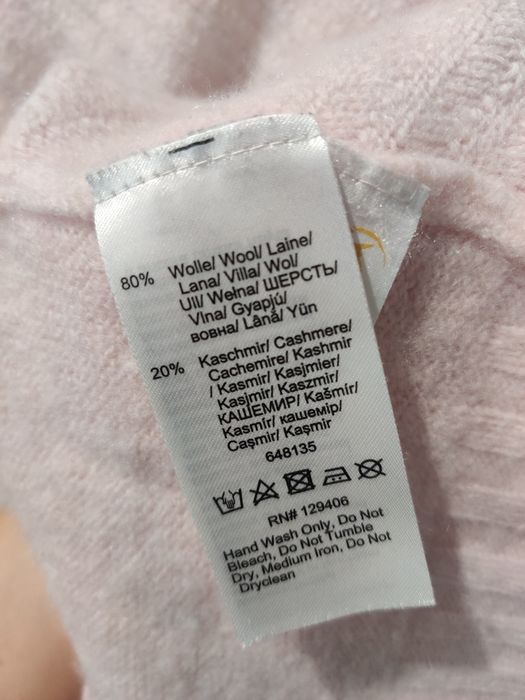 80% Wolle/ Wool/ Laine/
Lana/ Villa/ Wol/
Ull/ Wełna/ ШЕРСТЬ/
Vlna/ Gyapjú/
вовна/ Lână/ Yün
20% Kaschmir/ Cashmere/
Cachemire/ Kashmir
/ Kasmir/ Kasjmier/
Kasjmir/ Kaszmir/
КАШЕМИР/ Kašmír/
Kasmír/ кашемір/
Caşmir/ Kaşmir
648135
RN# 129406
Hand Wash Only, Do Not
Bleach, Do Not Tumble
Dry, Medium Iron, Do Not
Dryclean